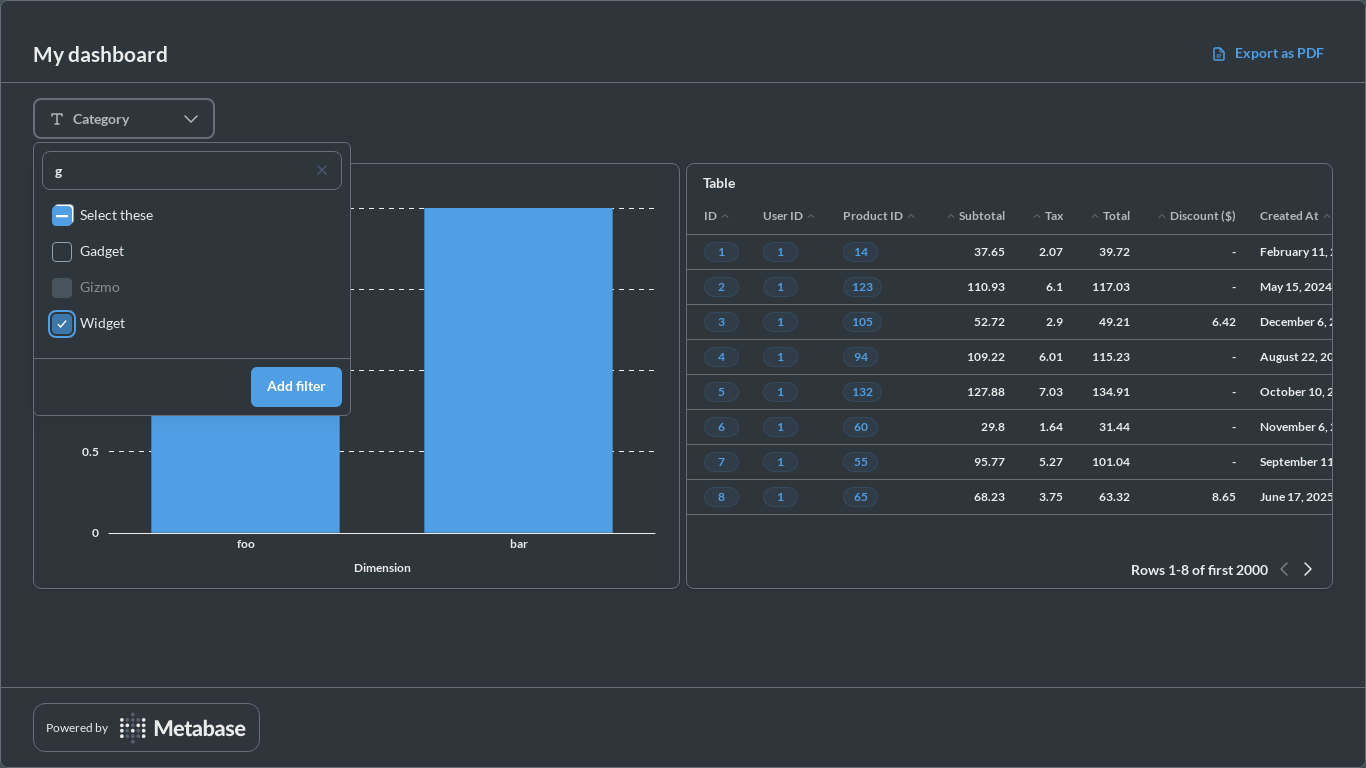 My dashboard
Export as PDF
Category
g
Select these
Gadget
Gizmo
Widget
Add filter
0.5
0
foo bar
Dimension
Table
ID User ID Product ID Subtotal Tax Total Discount ($) Created At
1 1 14 37.65 2.07 39.72 - February 11,
2 1 123 110.93 6.1 117.03 - May 15, 2024
3 1 105 52.72 2.9 49.21 6.42 December 6,
4 1 94 109.22 6.01 115.23 - August 22, 20
5 1 132 127.88 7.03 134.91 - October 10, 2
6 1 60 29.8 1.64 31.44 - November 6,
7 1 55 95.77 5.27 101.04 - September 11
8 1 65 68.23 3.75 63.32 8.65 June 17, 2025
Rows 1-8 of first 2000
Powered by Metabase